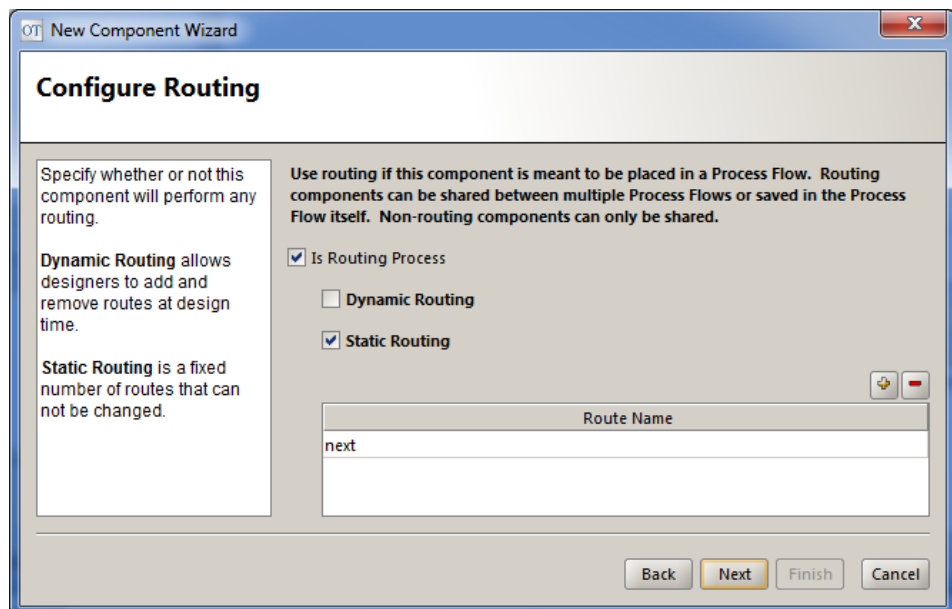 OT New Component Wizard
Configure Routing
Specify whether or not this
component will perform any
routing.
Dynamic Routing allows
designers to add and
remove routes at design
time.
Static Routing is a fixed
number of routes that can
not be changed.
Use routing if this component is meant to be placed in a Process Flow. Routing
components can be shared between multiple Process Flows or saved in the Process
Flow itself. Non-routing components can only be shared.
Is Routing Process
Dynamic Routing
Static Routing
Route Name
next
Back Next Finish Cancel